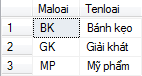 Maloai Tenloai
1 BK Bánh kẹo
2 GK Giải khát
3 MP Mỹ phẩm